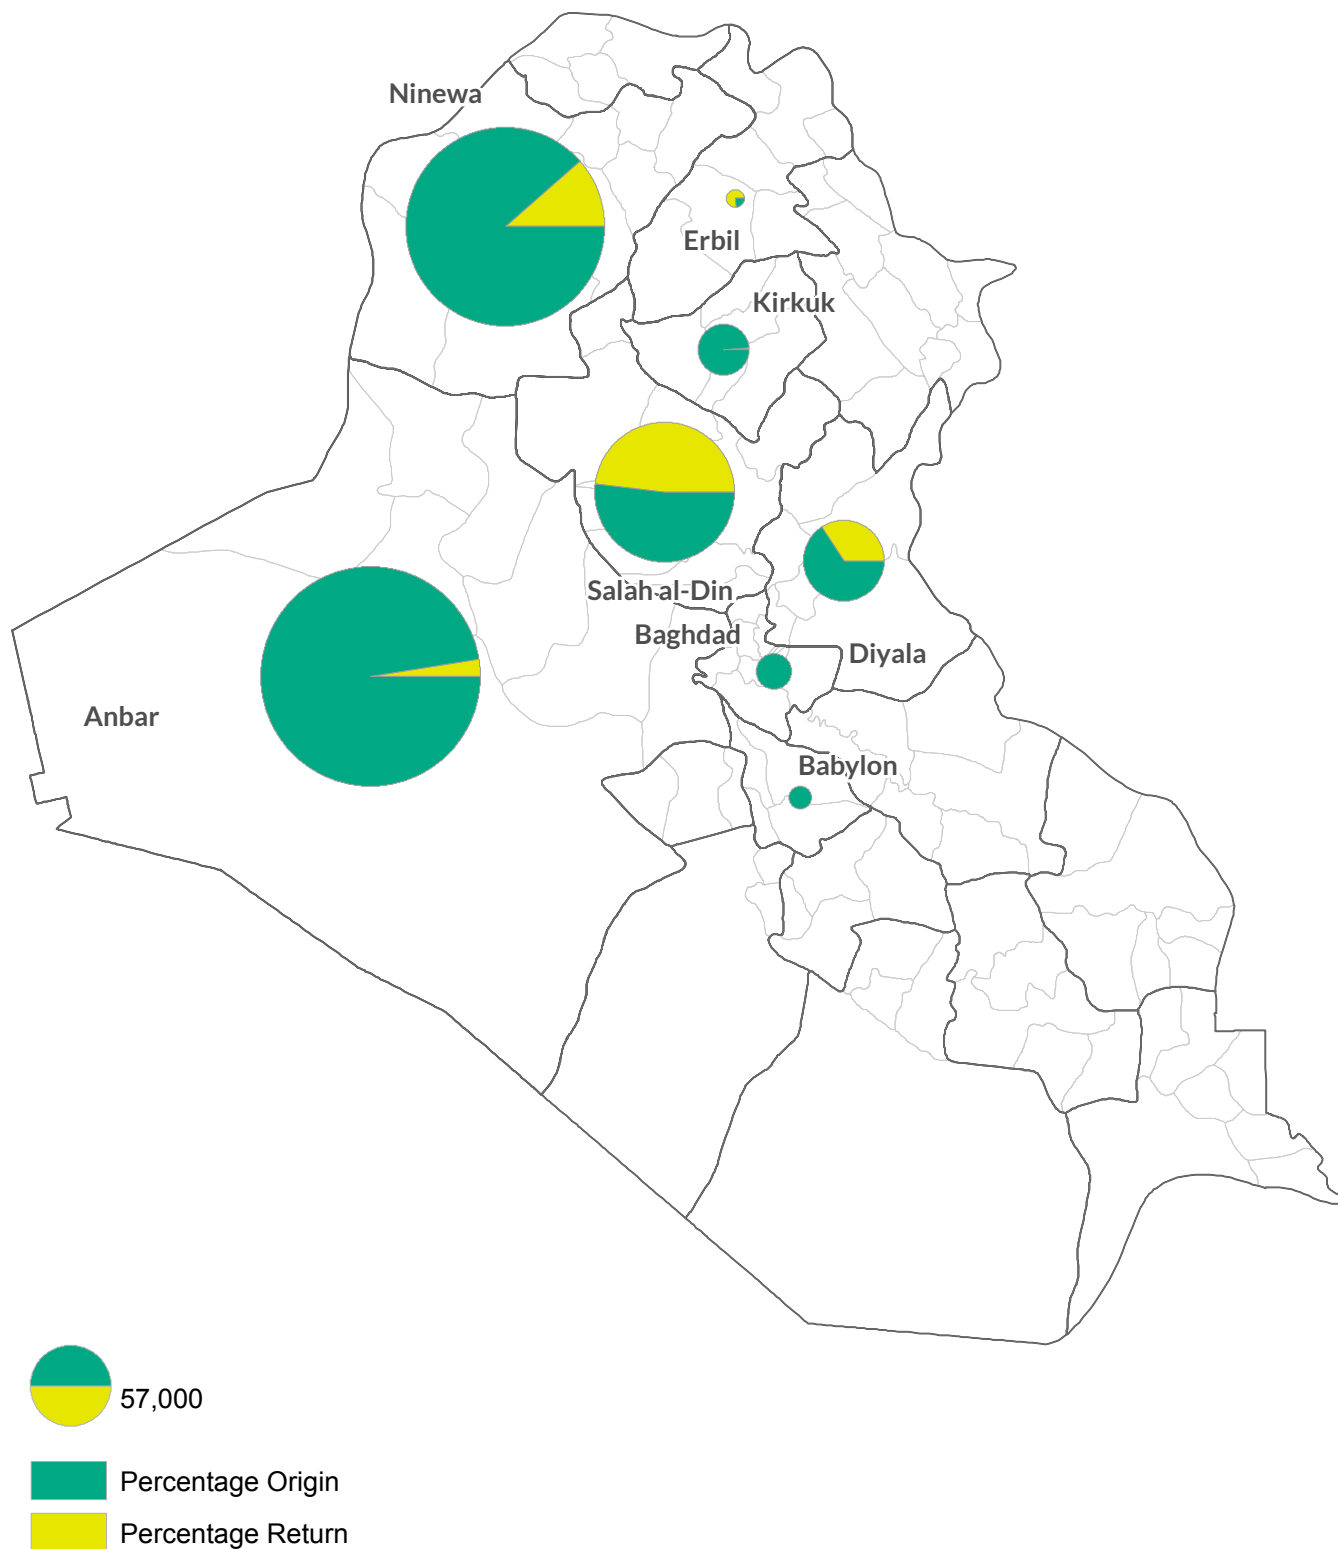 Ninewa
Erbil
Kirkuk
Salah al-Din
Baghdad
Diyala
Anbar
Babylon
57,000
Percentage Origin
Percentage Return